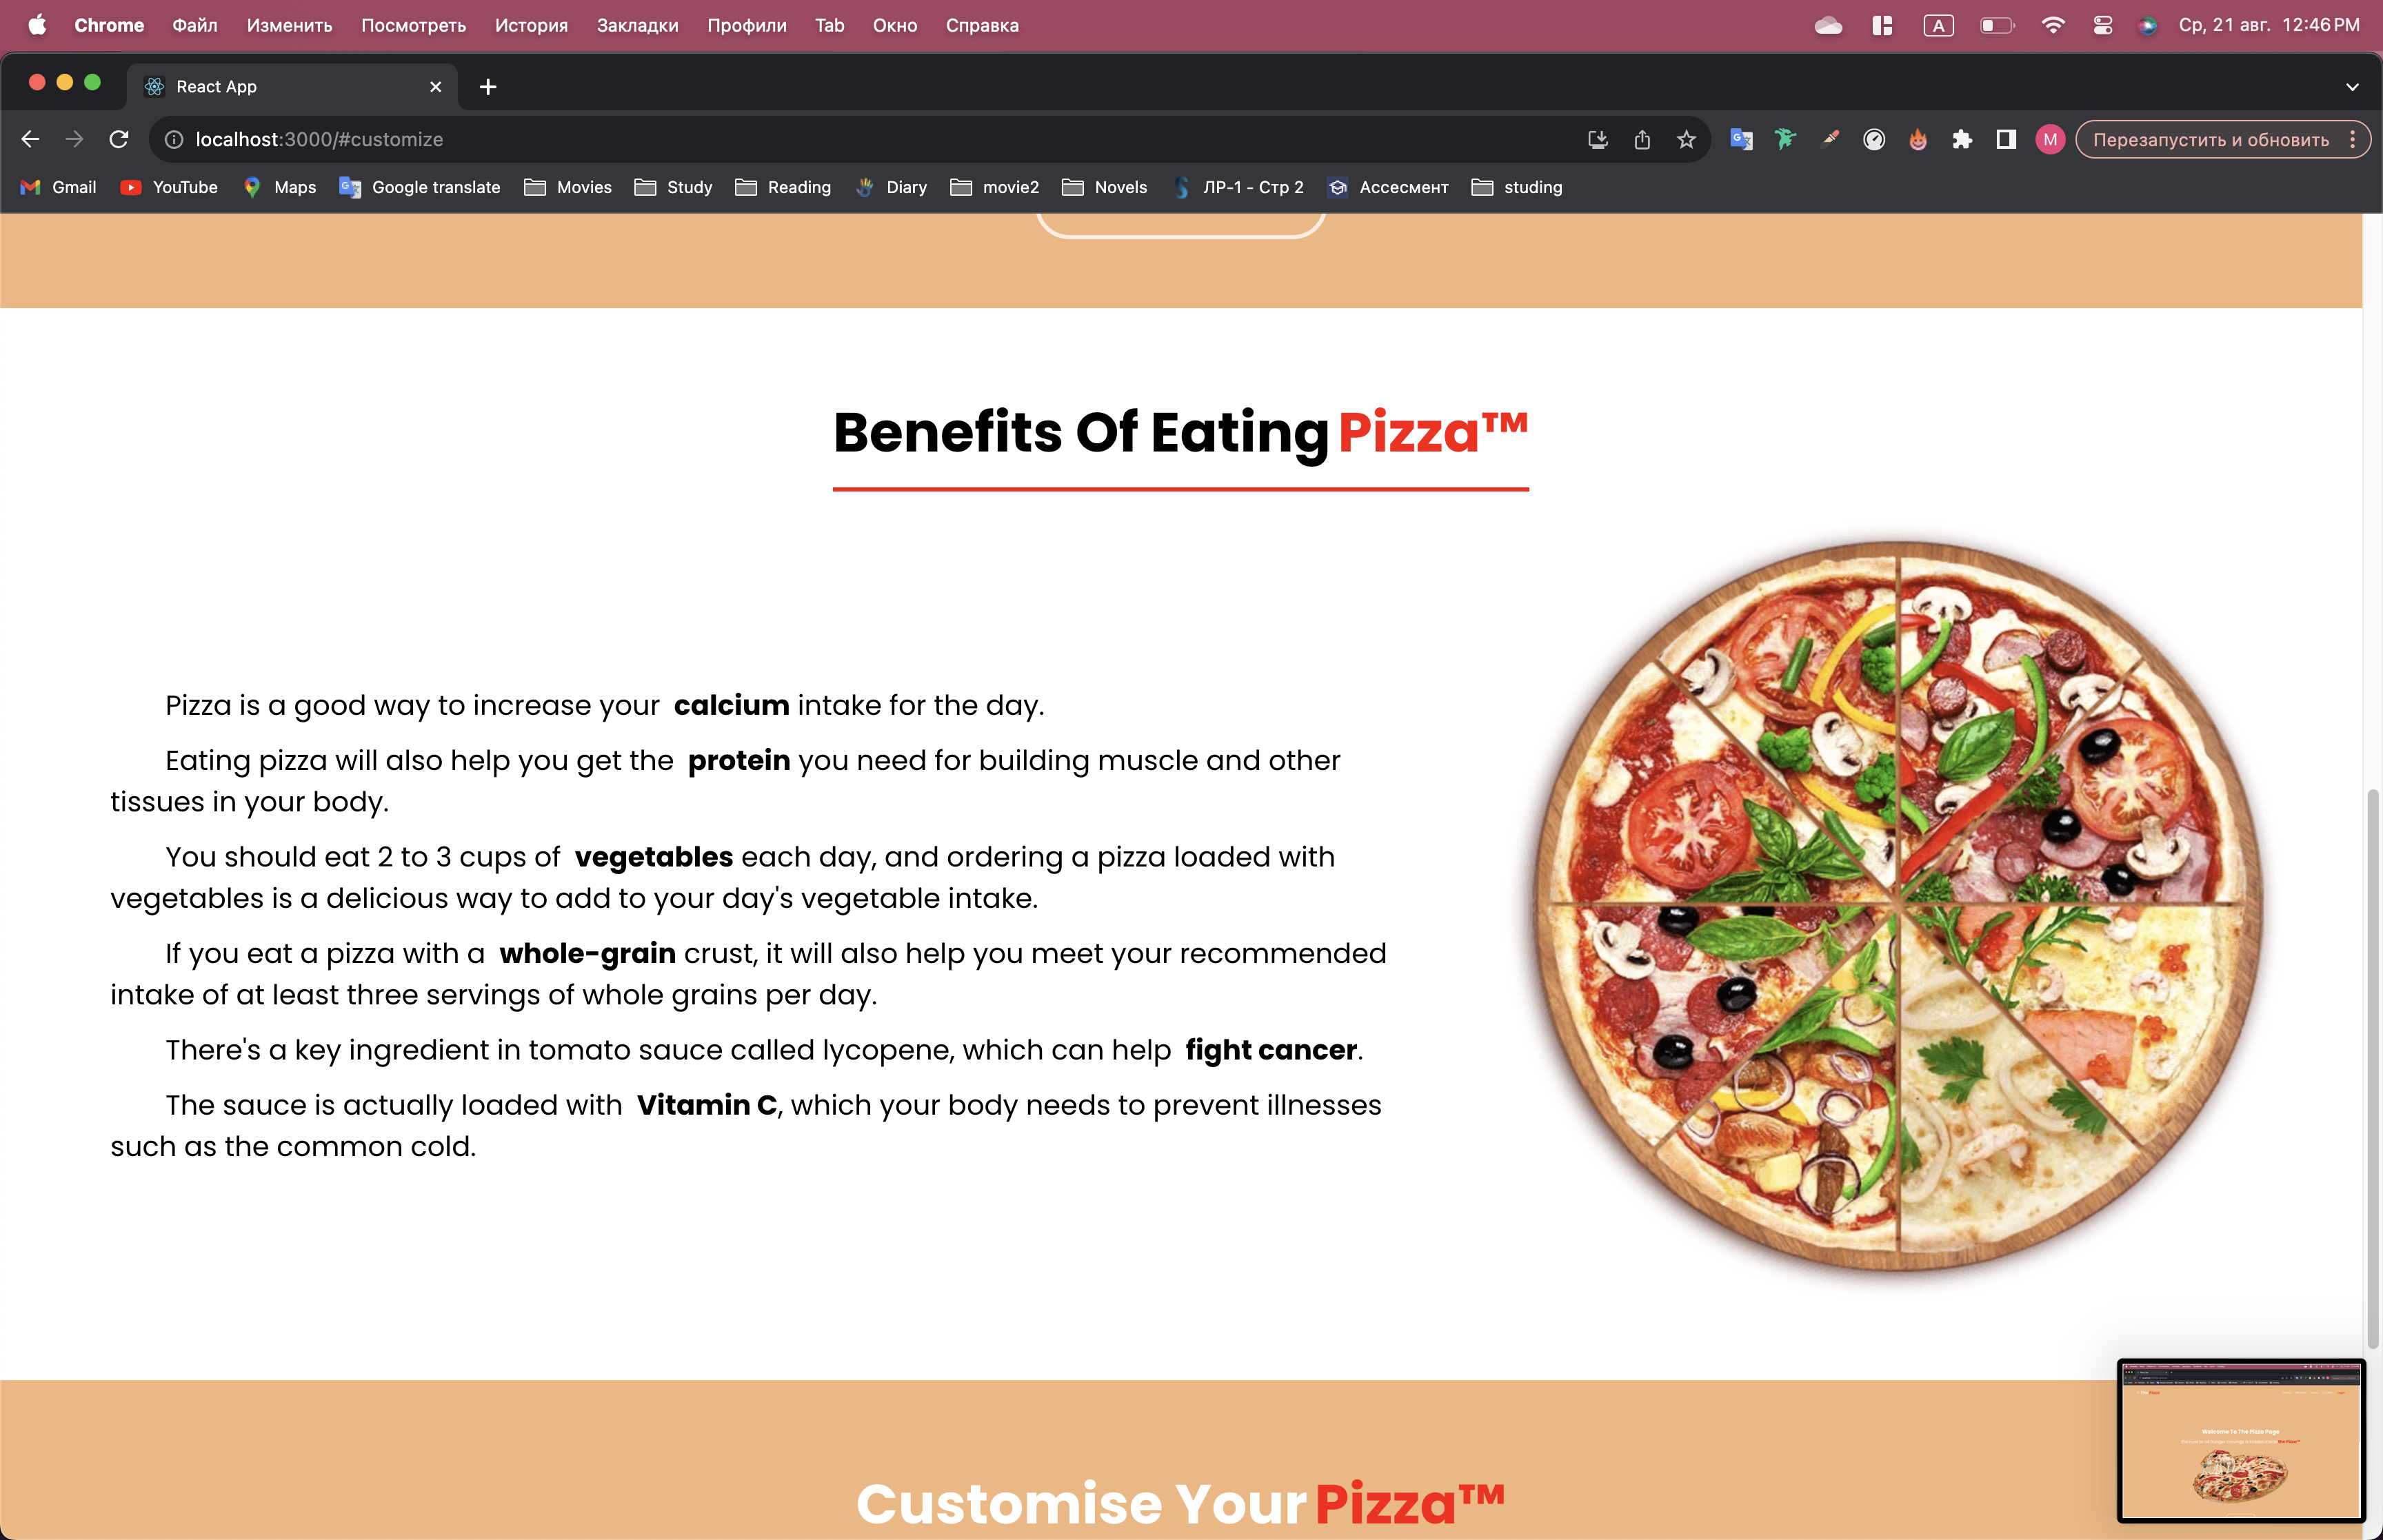 Chrome Файл Изменить Посмотреть История Закладки Профили Tab Окно Справка A Ср, 21 авг. 12:46 PM
React App
localhost:3000/#customize M Перезапустить и обновить
Gmail YouTube Maps Google translate Movies Study Reading Diary movie2 Novels ЛР-1 - Стр 2 Ассесмент studing
Benefits Of Eating Pizza™
Pizza is a good way to increase your calcium intake for the day.
Eating pizza will also help you get the protein you need for building muscle and other
tissues in your body.
You should eat 2 to 3 cups of vegetables each day, and ordering a pizza loaded with
vegetables is a delicious way to add to your day's vegetable intake.
If you eat a pizza with a whole-grain crust, it will also help you meet your recommended
intake of at least three servings of whole grains per day.
There's a key ingredient in tomato sauce called lycopene, which can help fight cancer.
The sauce is actually loaded with Vitamin C, which your body needs to prevent illnesses
such as the common cold.
Welcome To The Pizza Page
Customise Your Pizza™